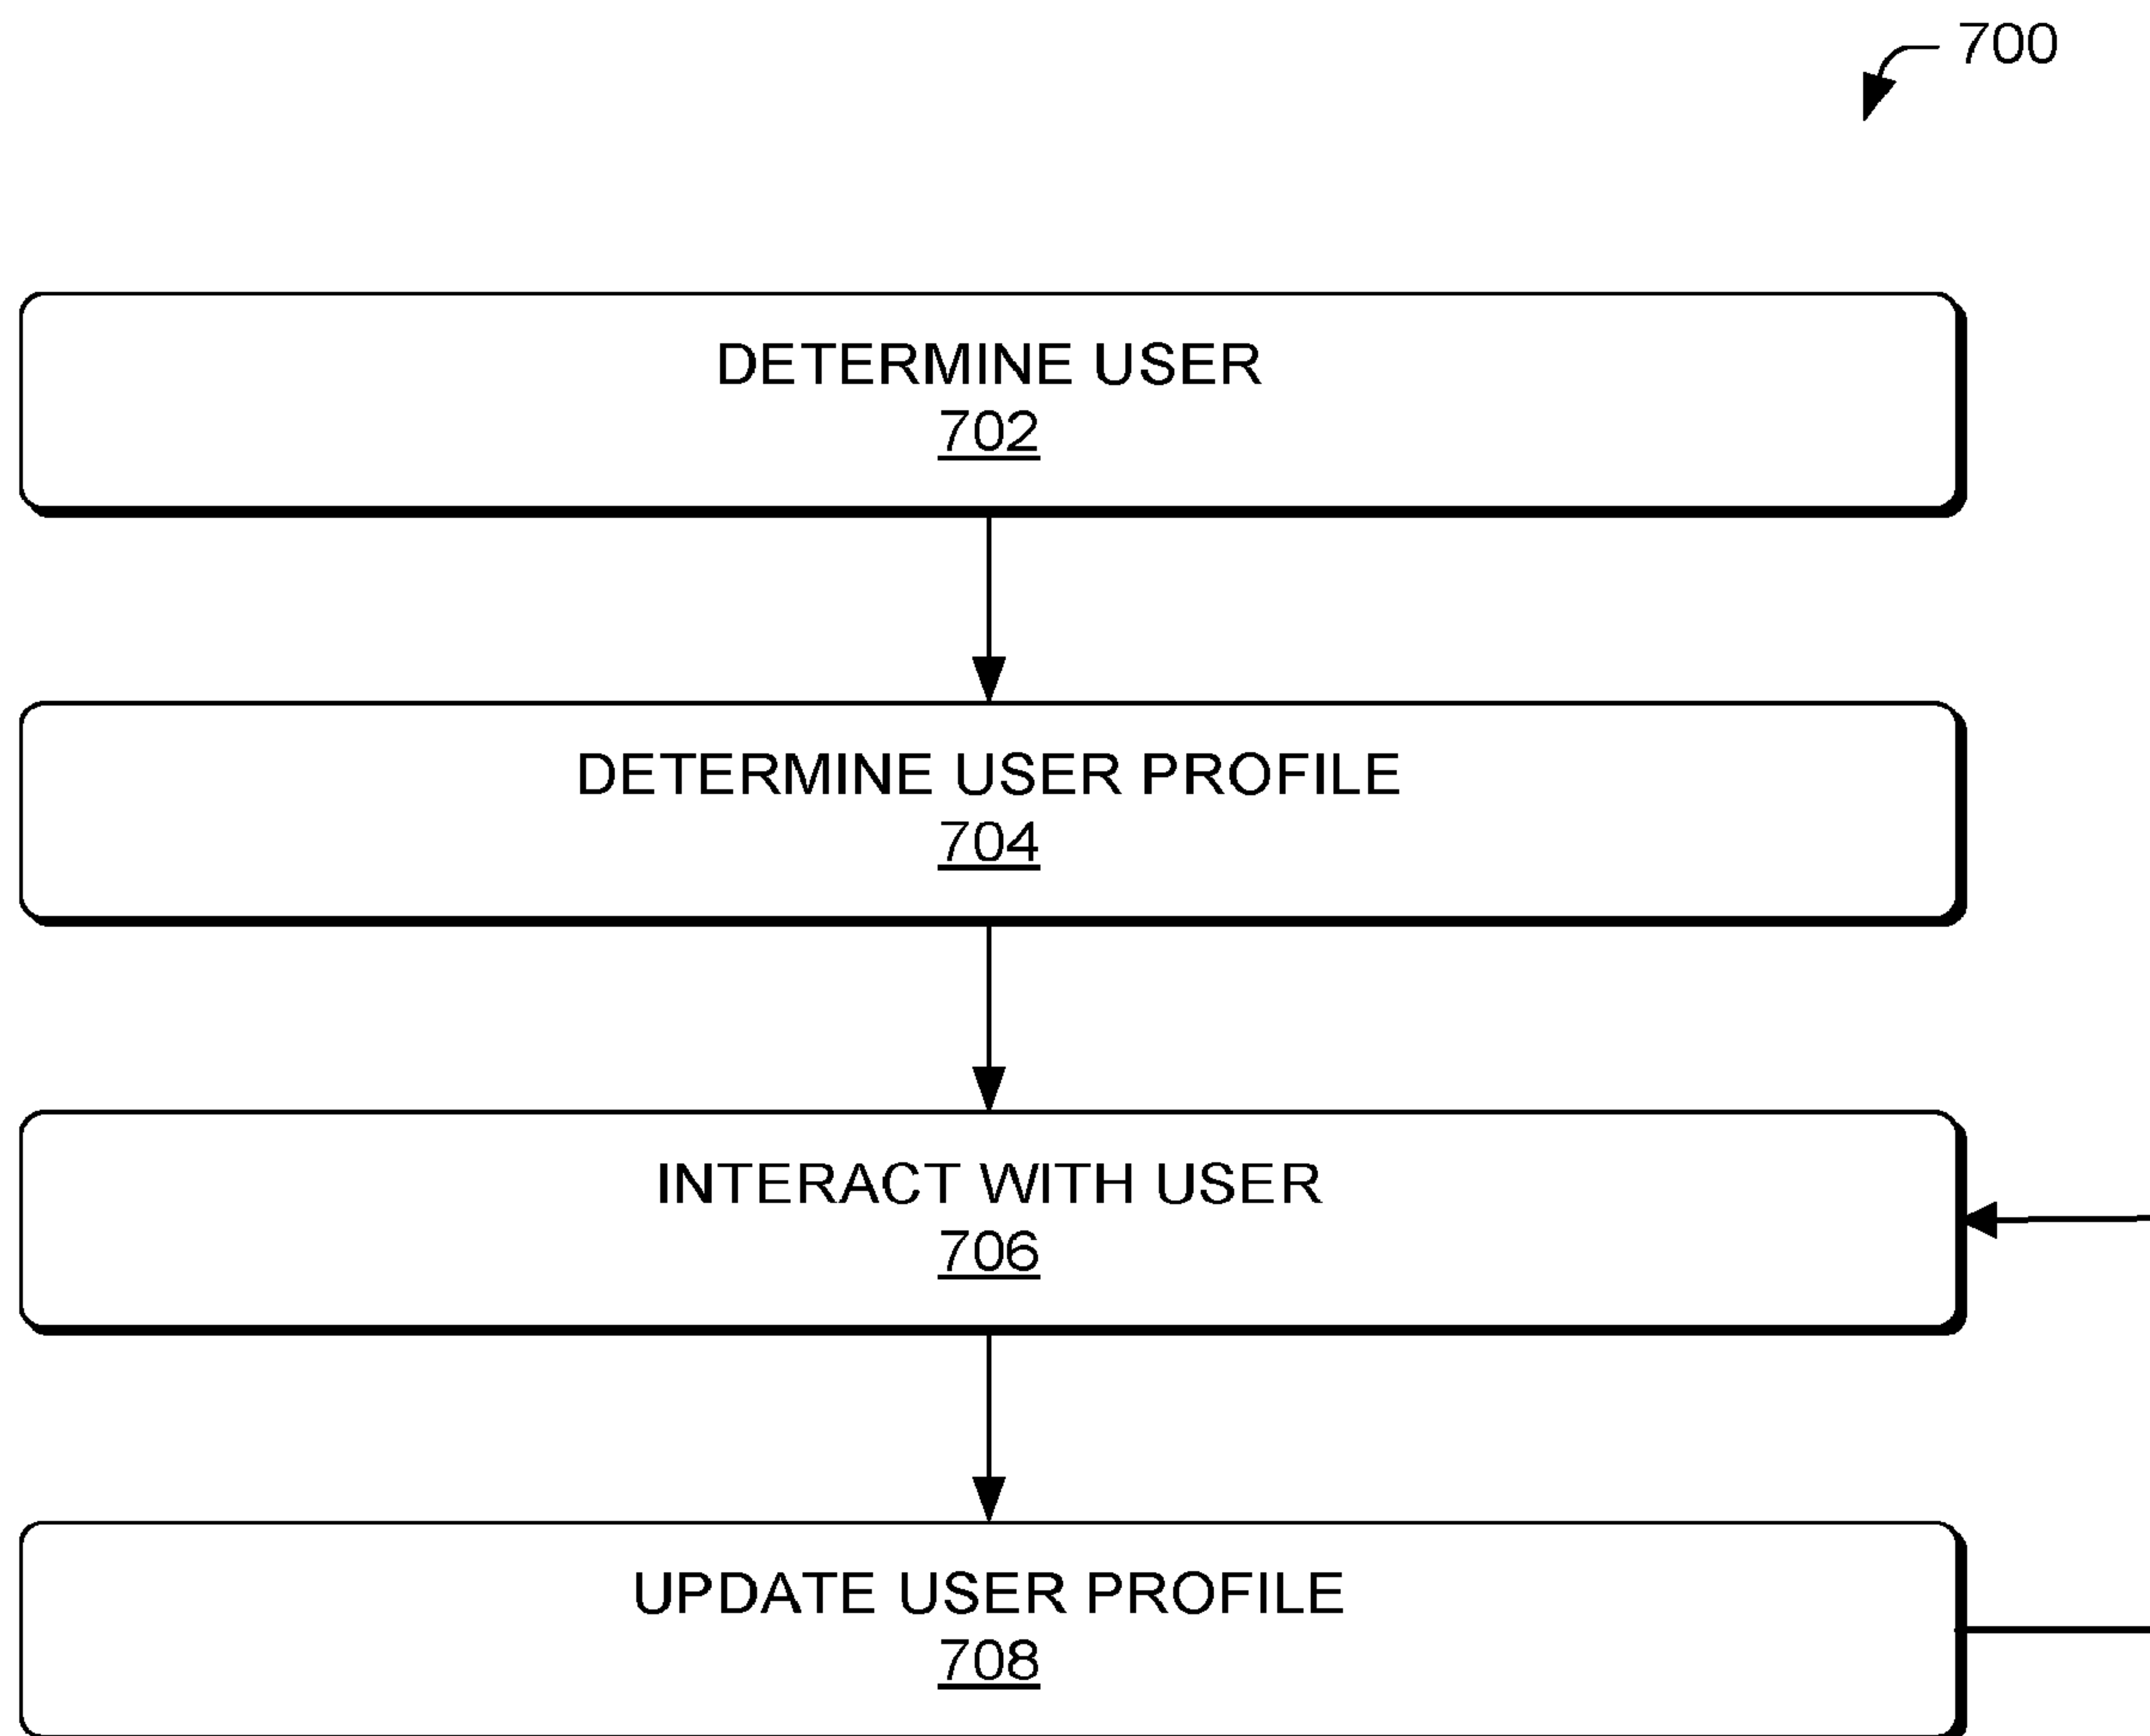 700
DETERMINE USER
702
DETERMINE USER PROFILE
704
INTERACT WITH USER
706
UPDATE USER PROFILE
708